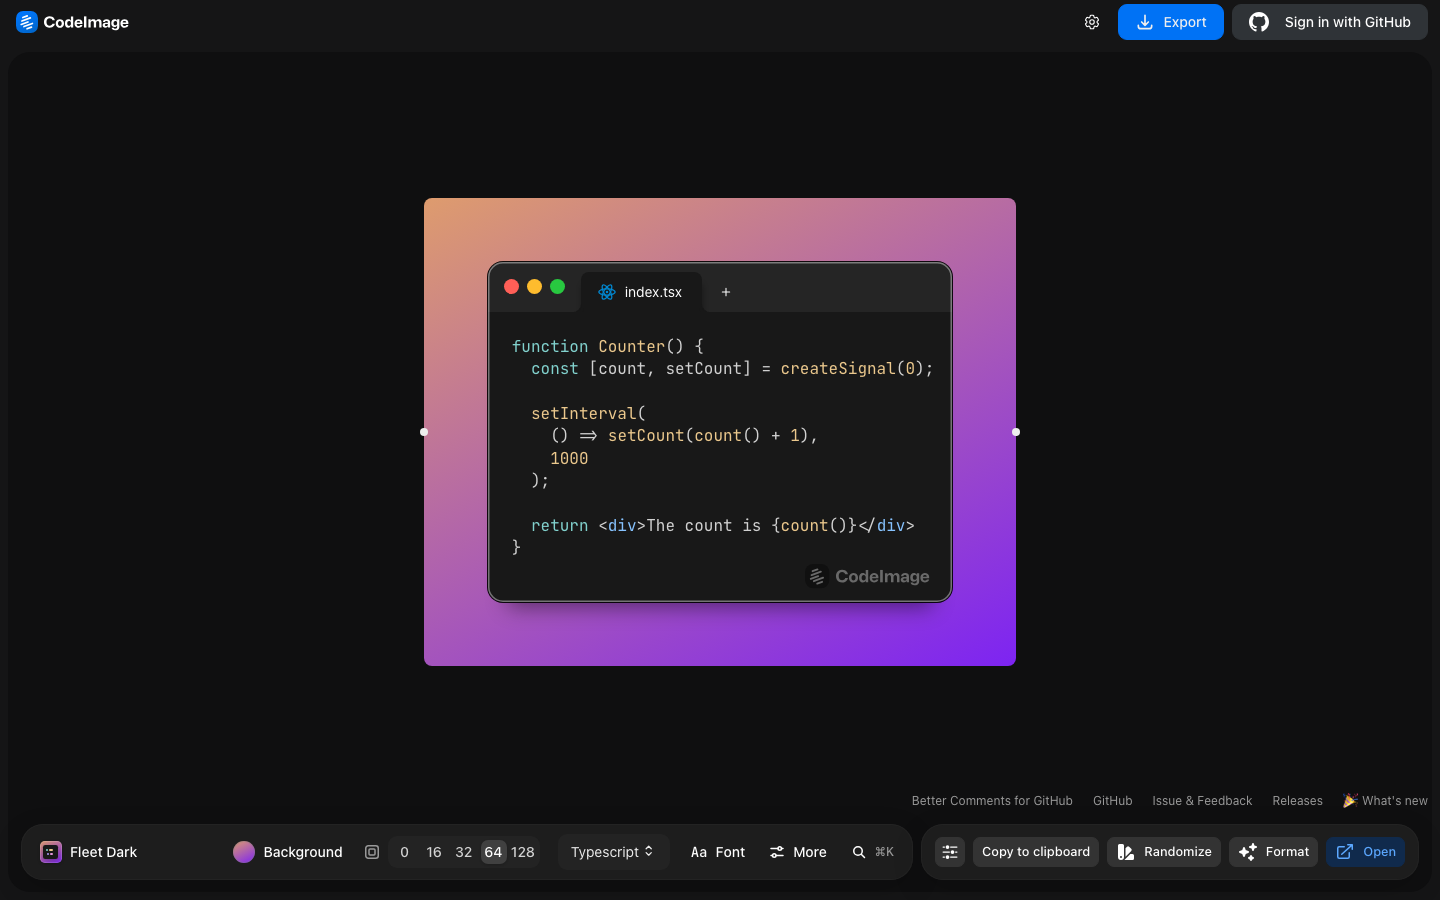 CodeImage
Export
Sign in with GitHub
index.tsx
+
function Counter() {
  const [count, setCount] = createSignal(0);
  setInterval(
    () => setCount(count() + 1),
    1000
  );
  return <div>The count is {count()}</div>
}
CodeImage
Better Comments for GitHub GitHub Issue & Feedback Releases 🎉 What's new
Fleet Dark Background 0 16 32 64 128 Typescript Aa Font More ⌘K Copy to clipboard Randomize Format Open